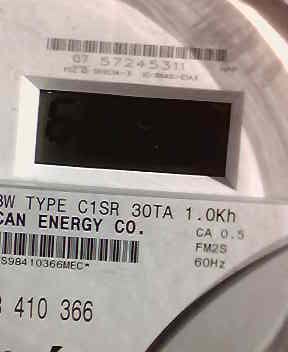 07 57245311
3W TYPE C1SR 30TA 1.0Kh
CAN ENERGY CO.
CA 0.5
FM2S
S98410366MEC*
60Hz
410 366